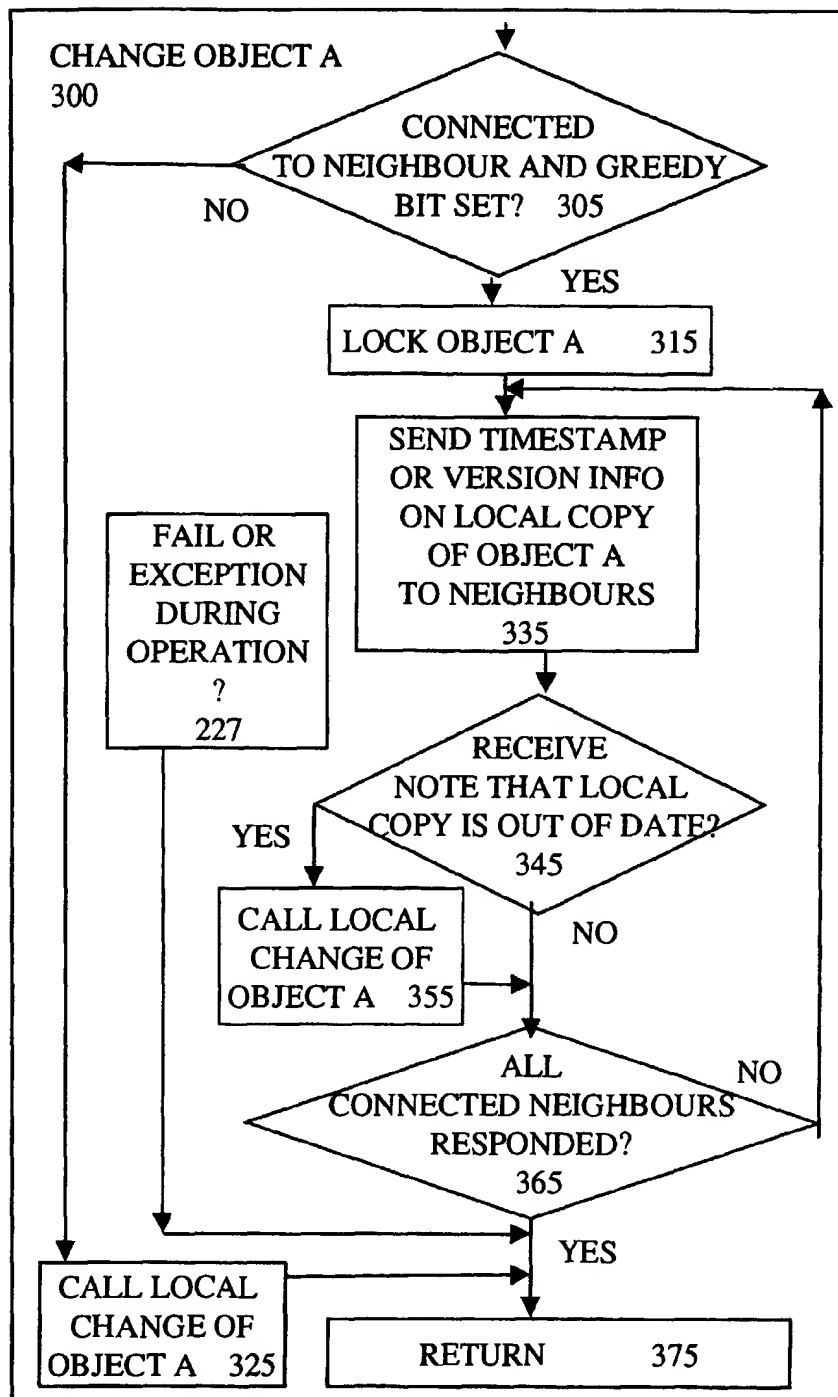 CHANGE OBJECT A
300
CONNECTED
TO NEIGHBOUR AND GREEDY
BIT SET? 305
NO
YES
LOCK OBJECT A 315
SEND TIMESTAMP
OR VERSION INFO
ON LOCAL COPY
OF OBJECT A
TO NEIGHBOURS
335
FAIL OR
EXCEPTION
DURING
OPERATION
?
227
RECEIVE
NOTE THAT LOCAL
COPY IS OUT OF DATE?
345
YES
NO
CALL LOCAL
CHANGE OF
OBJECT A 355
ALL
CONNECTED NEIGHBOURS
RESPONDED?
365
NO
YES
CALL LOCAL
CHANGE OF
OBJECT A 325
RETURN 375